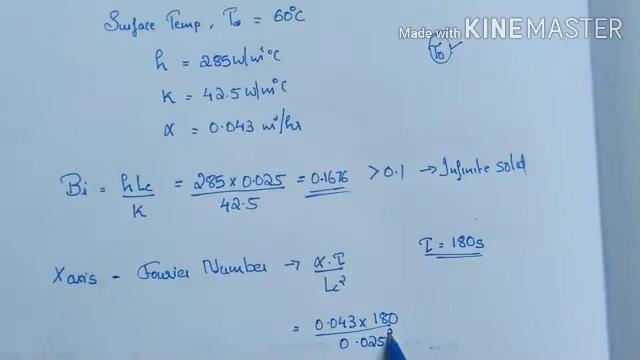 Surface Temp, T∞ = 60°C
Made with KINEMASTER
T0
h = 285W/m²°C
K = 42.5 W/m°C
α = 0.043 m²/hr
Bi = hLc/K = 285 x 0.025/42.5 = 0.1676 > 0.1 → Infinite solid
τ = 180s
X axis - Fourier Number → α.τ/Lc²
= 0.043 x 180/0.025²